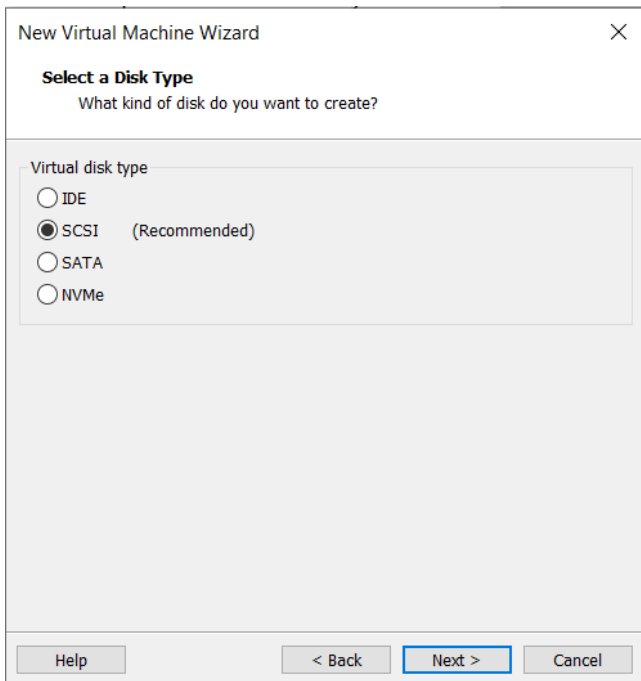 New Virtual Machine Wizard
Select a Disk Type
What kind of disk do you want to create?
Virtual disk type
IDE
SCSI (Recommended)
SATA
NVMe
Help < Back Next > Cancel